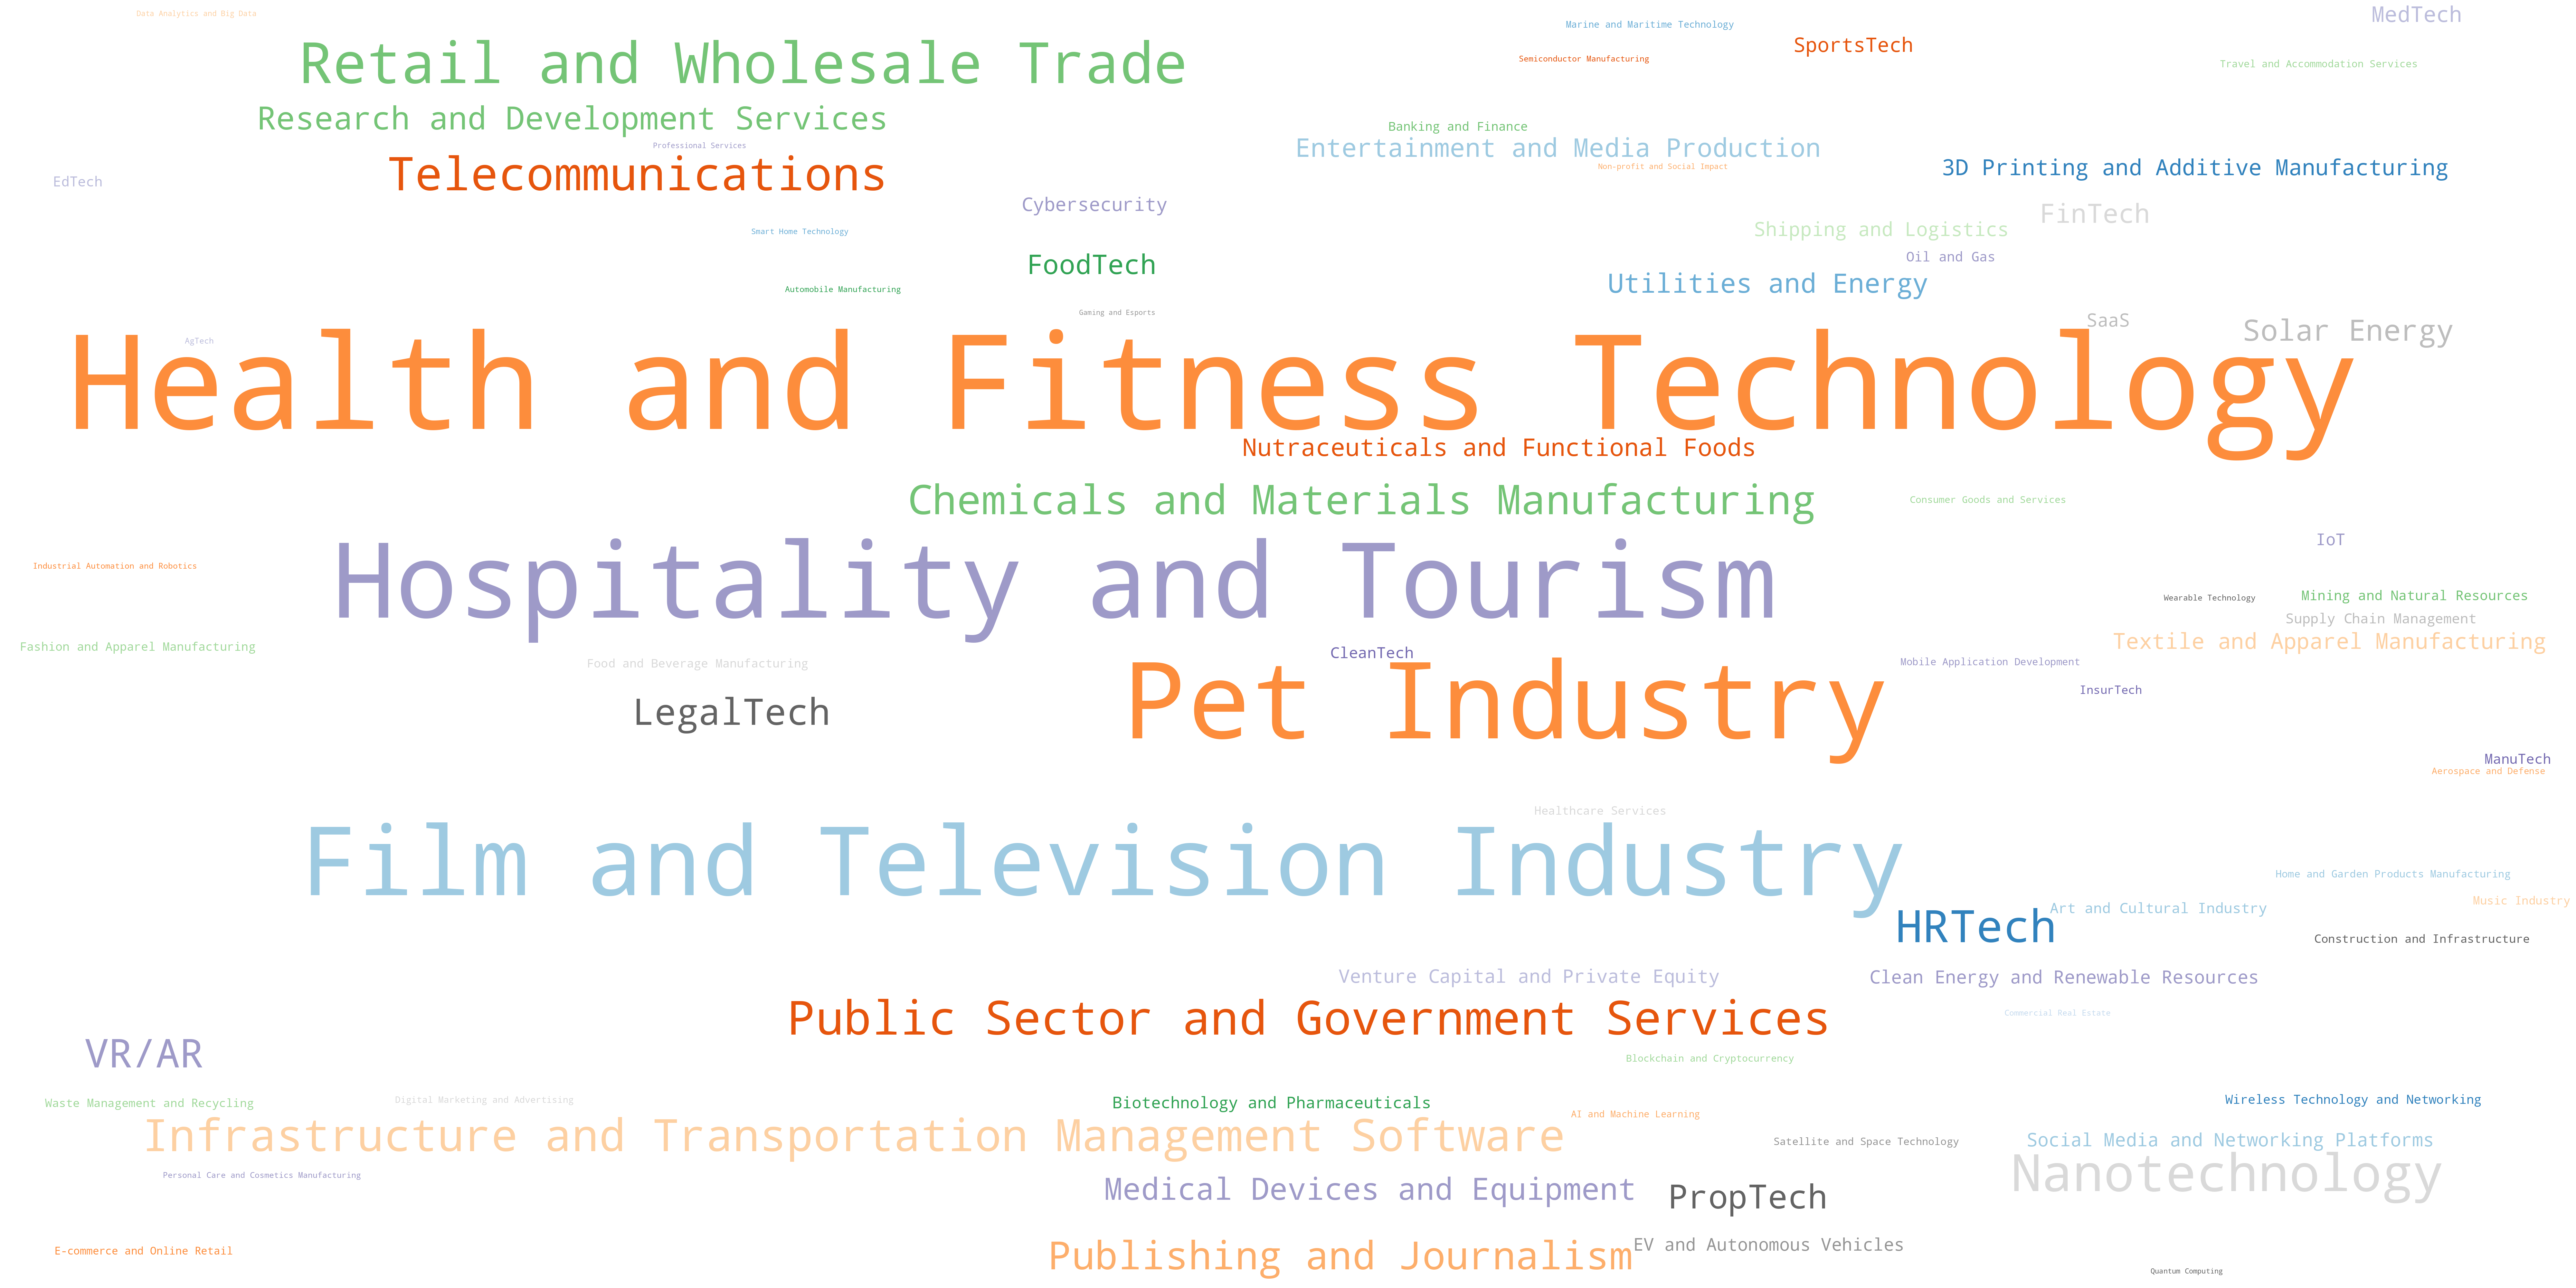 Data Analytics and Big Data
MedTech
Marine and Maritime Technology
SportsTech
Retail and Wholesale Trade
Semiconductor Manufacturing
Travel and Accommodation Services
Research and Development Services
Banking and Finance
Professional Services
Entertainment and Media Production
Non-profit and Social Impact
3D Printing and Additive Manufacturing
Telecommunications
EdTech
Cybersecurity
FinTech
Smart Home Technology
Shipping and Logistics
Oil and Gas
FoodTech
Utilities and Energy
Automobile Manufacturing
Gaming and Esports
SaaS
Solar Energy
AgTech
Health and Fitness Technology
Nutraceuticals and Functional Foods
Chemicals and Materials Manufacturing
Consumer Goods and Services
IoT
Industrial Automation and Robotics
Hospitality and Tourism
Wearable Technology
Mining and Natural Resources
Supply Chain Management
Textile and Apparel Manufacturing
Fashion and Apparel Manufacturing
CleanTech
Food and Beverage Manufacturing
Mobile Application Development
InsurTech
LegalTech
Pet Industry
ManuTech
Aerospace and Defense
Healthcare Services
Film and Television Industry
Home and Garden Products Manufacturing
Music Industry
Art and Cultural Industry
HRTech
Construction and Infrastructure
Venture Capital and Private Equity
Clean Energy and Renewable Resources
Public Sector and Government Services
Commercial Real Estate
VR/AR
Blockchain and Cryptocurrency
Waste Management and Recycling
Digital Marketing and Advertising
Biotechnology and Pharmaceuticals
Wireless Technology and Networking
AI and Machine Learning
Infrastructure and Transportation Management Software
Satellite and Space Technology
Social Media and Networking Platforms
Nanotechnology
Personal Care and Cosmetics Manufacturing
Medical Devices and Equipment
PropTech
E-commerce and Online Retail
Publishing and Journalism
EV and Autonomous Vehicles
Quantum Computing